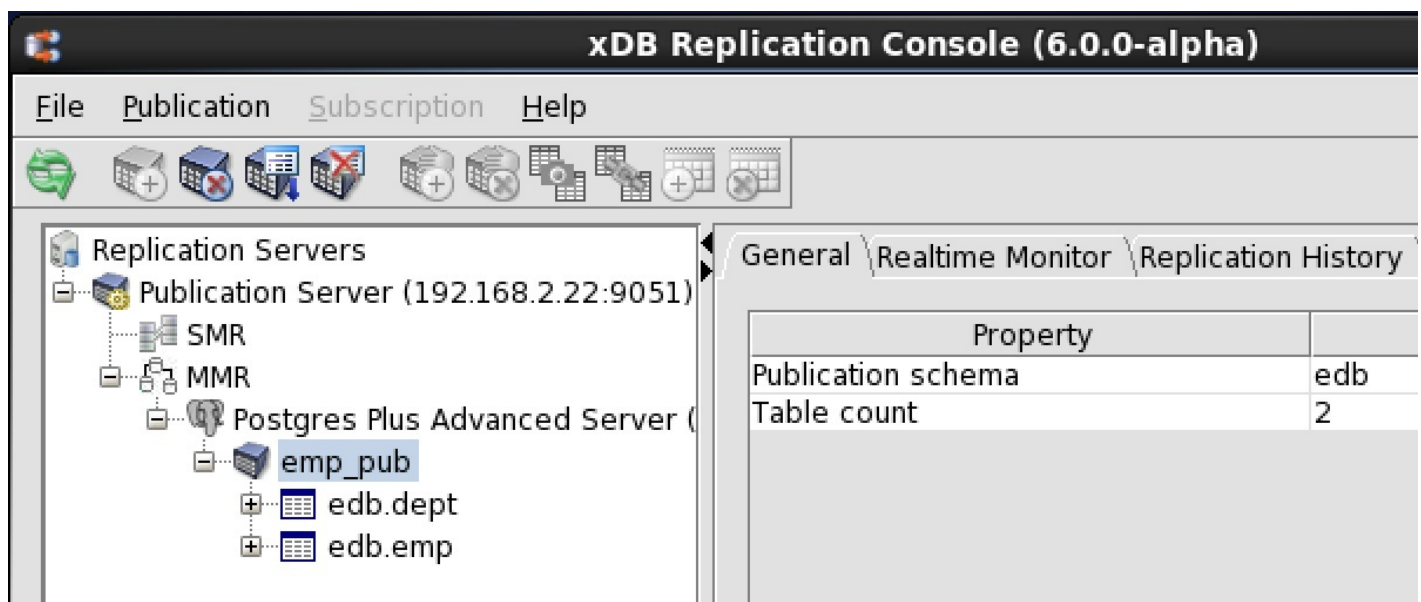 xDB Replication Console (6.0.0-alpha)
File Publication Subscription Help
Replication Servers
Publication Server (192.168.2.22:9051)
SMR
MMR
Postgres Plus Advanced Server (
emp_pub
edb.dept
edb.emp
General Realtime Monitor Replication History
Property
Publication schema edb
Table count 2